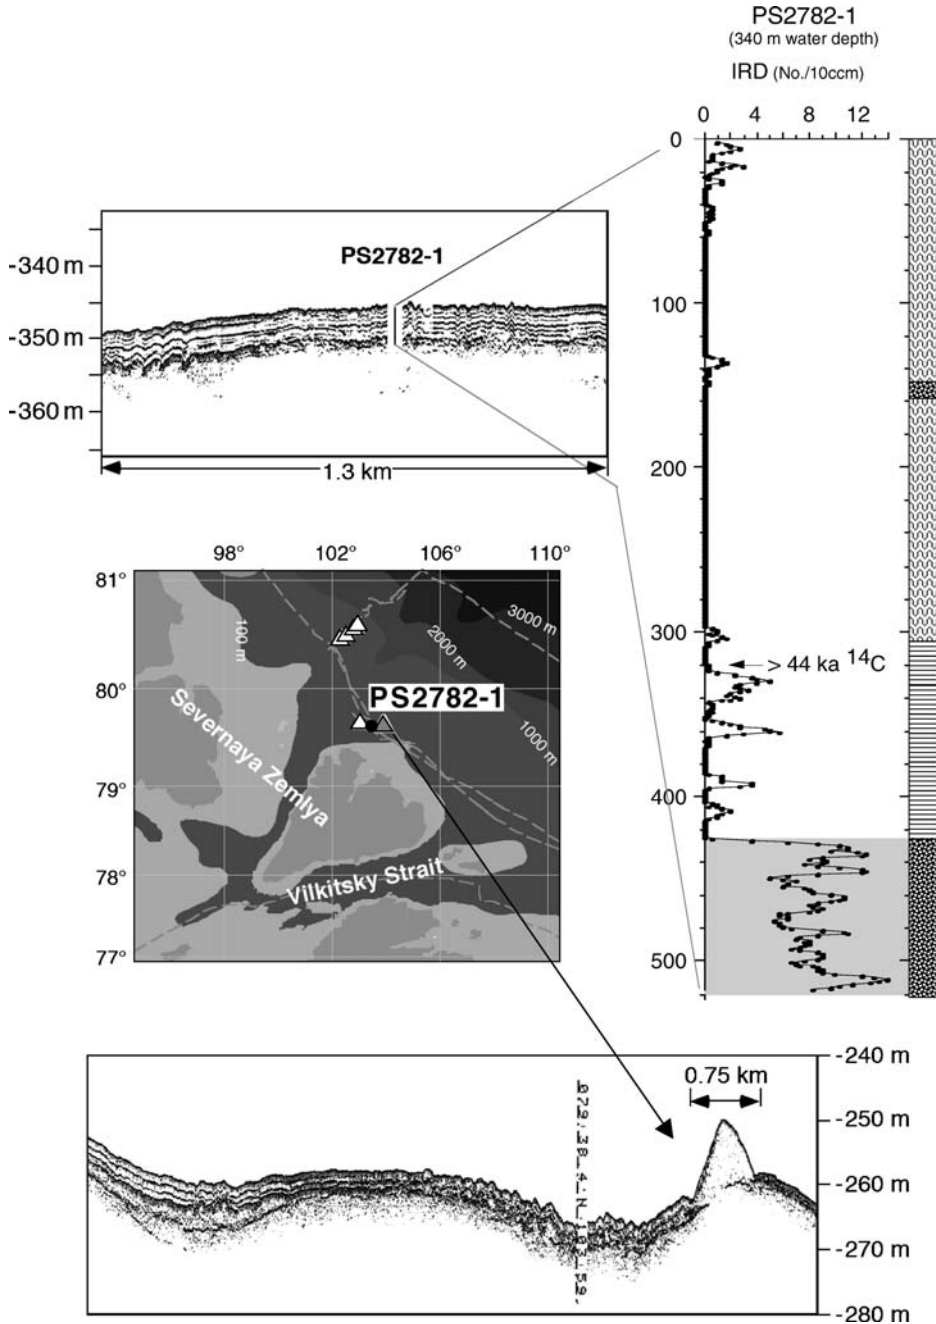 PS2782-1
(340 m water depth)
IRD (No./10ccm)
0 4 8 12
0
100
200
300
400
500
> 44 ka 14C
PS2782-1
-340 m
-350 m
-360 m
1.3 km
98° 102° 106° 110°
81°
80°
79°
78°
77°
100 m
2000 m
3000 m
1000 m
PS2782-1
Severnaya Zemlya
Vilkitsky Strait
0.75 km
-240 m
-250 m
-260 m
-270 m
-280 m